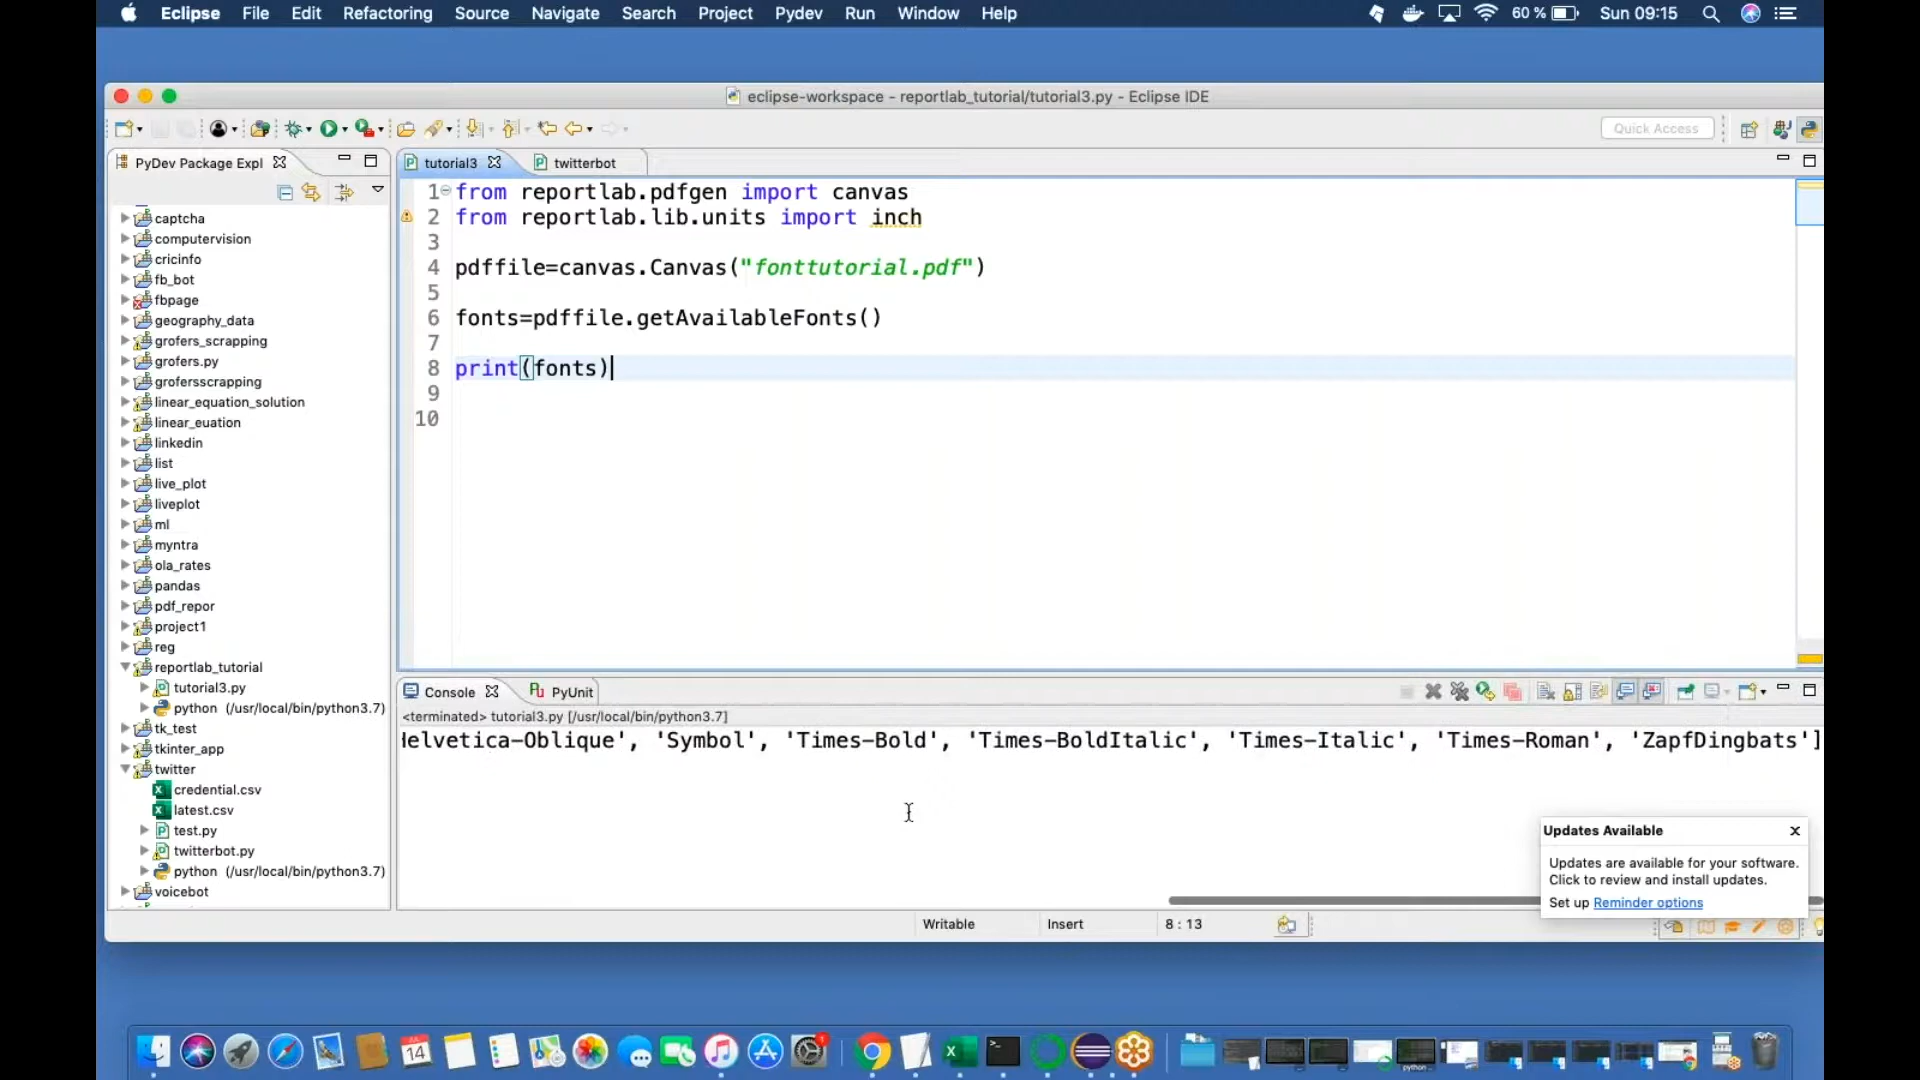 Eclipse File Edit Refactoring Source Navigate Search Project Pydev Run Window Help 60 % Sun 09:15
eclipse-workspace - reportlab_tutorial/tutorial3.py - Eclipse IDE
Quick Access
PyDev Package Expl
captcha
computervision
cricinfo
fb_bot
fbpage
geography_data
grofers_scrapping
grofers.py
grofersscrapping
linear_equation_solution
linear_euation
linkedin
list
live_plot
liveplot
ml
myntra
ola_rates
pandas
pdf_repor
project1
reg
reportlab_tutorial
tutorial3.py
python (/usr/local/bin/python3.7)
tk_test
tkinter_app
twitter
credential.csv
latest.csv
test.py
twitterbot.py
python (/usr/local/bin/python3.7)
voicebot
tutorial3 twitterbot
1 from reportlab.pdfgen import canvas
2 from reportlab.lib.units import inch
3
4 pdffile=canvas.Canvas("fonttutorial.pdf")
5
6 fonts=pdffile.getAvailableFonts()
7
8 print(fonts)
9
10
Console PyUnit
<terminated> tutorial3.py [/usr/local/bin/python3.7]
Helvetica-Oblique', 'Symbol', 'Times-Bold', 'Times-BoldItalic', 'Times-Italic', 'Times-Roman', 'ZapfDingbats']
Updates Available
Updates are available for your software.
Click to review and install updates.
Set up Reminder options
Writable Insert 8 : 13
14
python